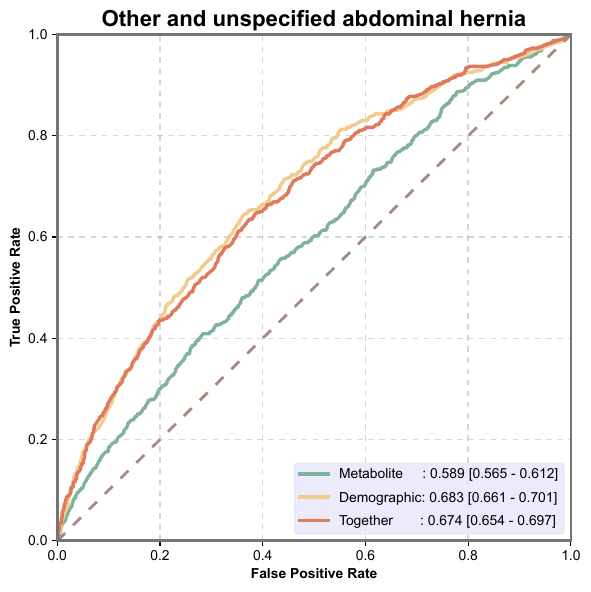 Other and unspecified abdominal hernia
True Positive Rate
1.0
0.8
0.6
0.4
0.2
0.0
Metabolite : 0.589 [0.565 - 0.612]
Demographic: 0.683 [0.661 - 0.701]
Together : 0.674 [0.654 - 0.697]
0.0 0.2 0.4 0.6 0.8 1.0
False Positive Rate